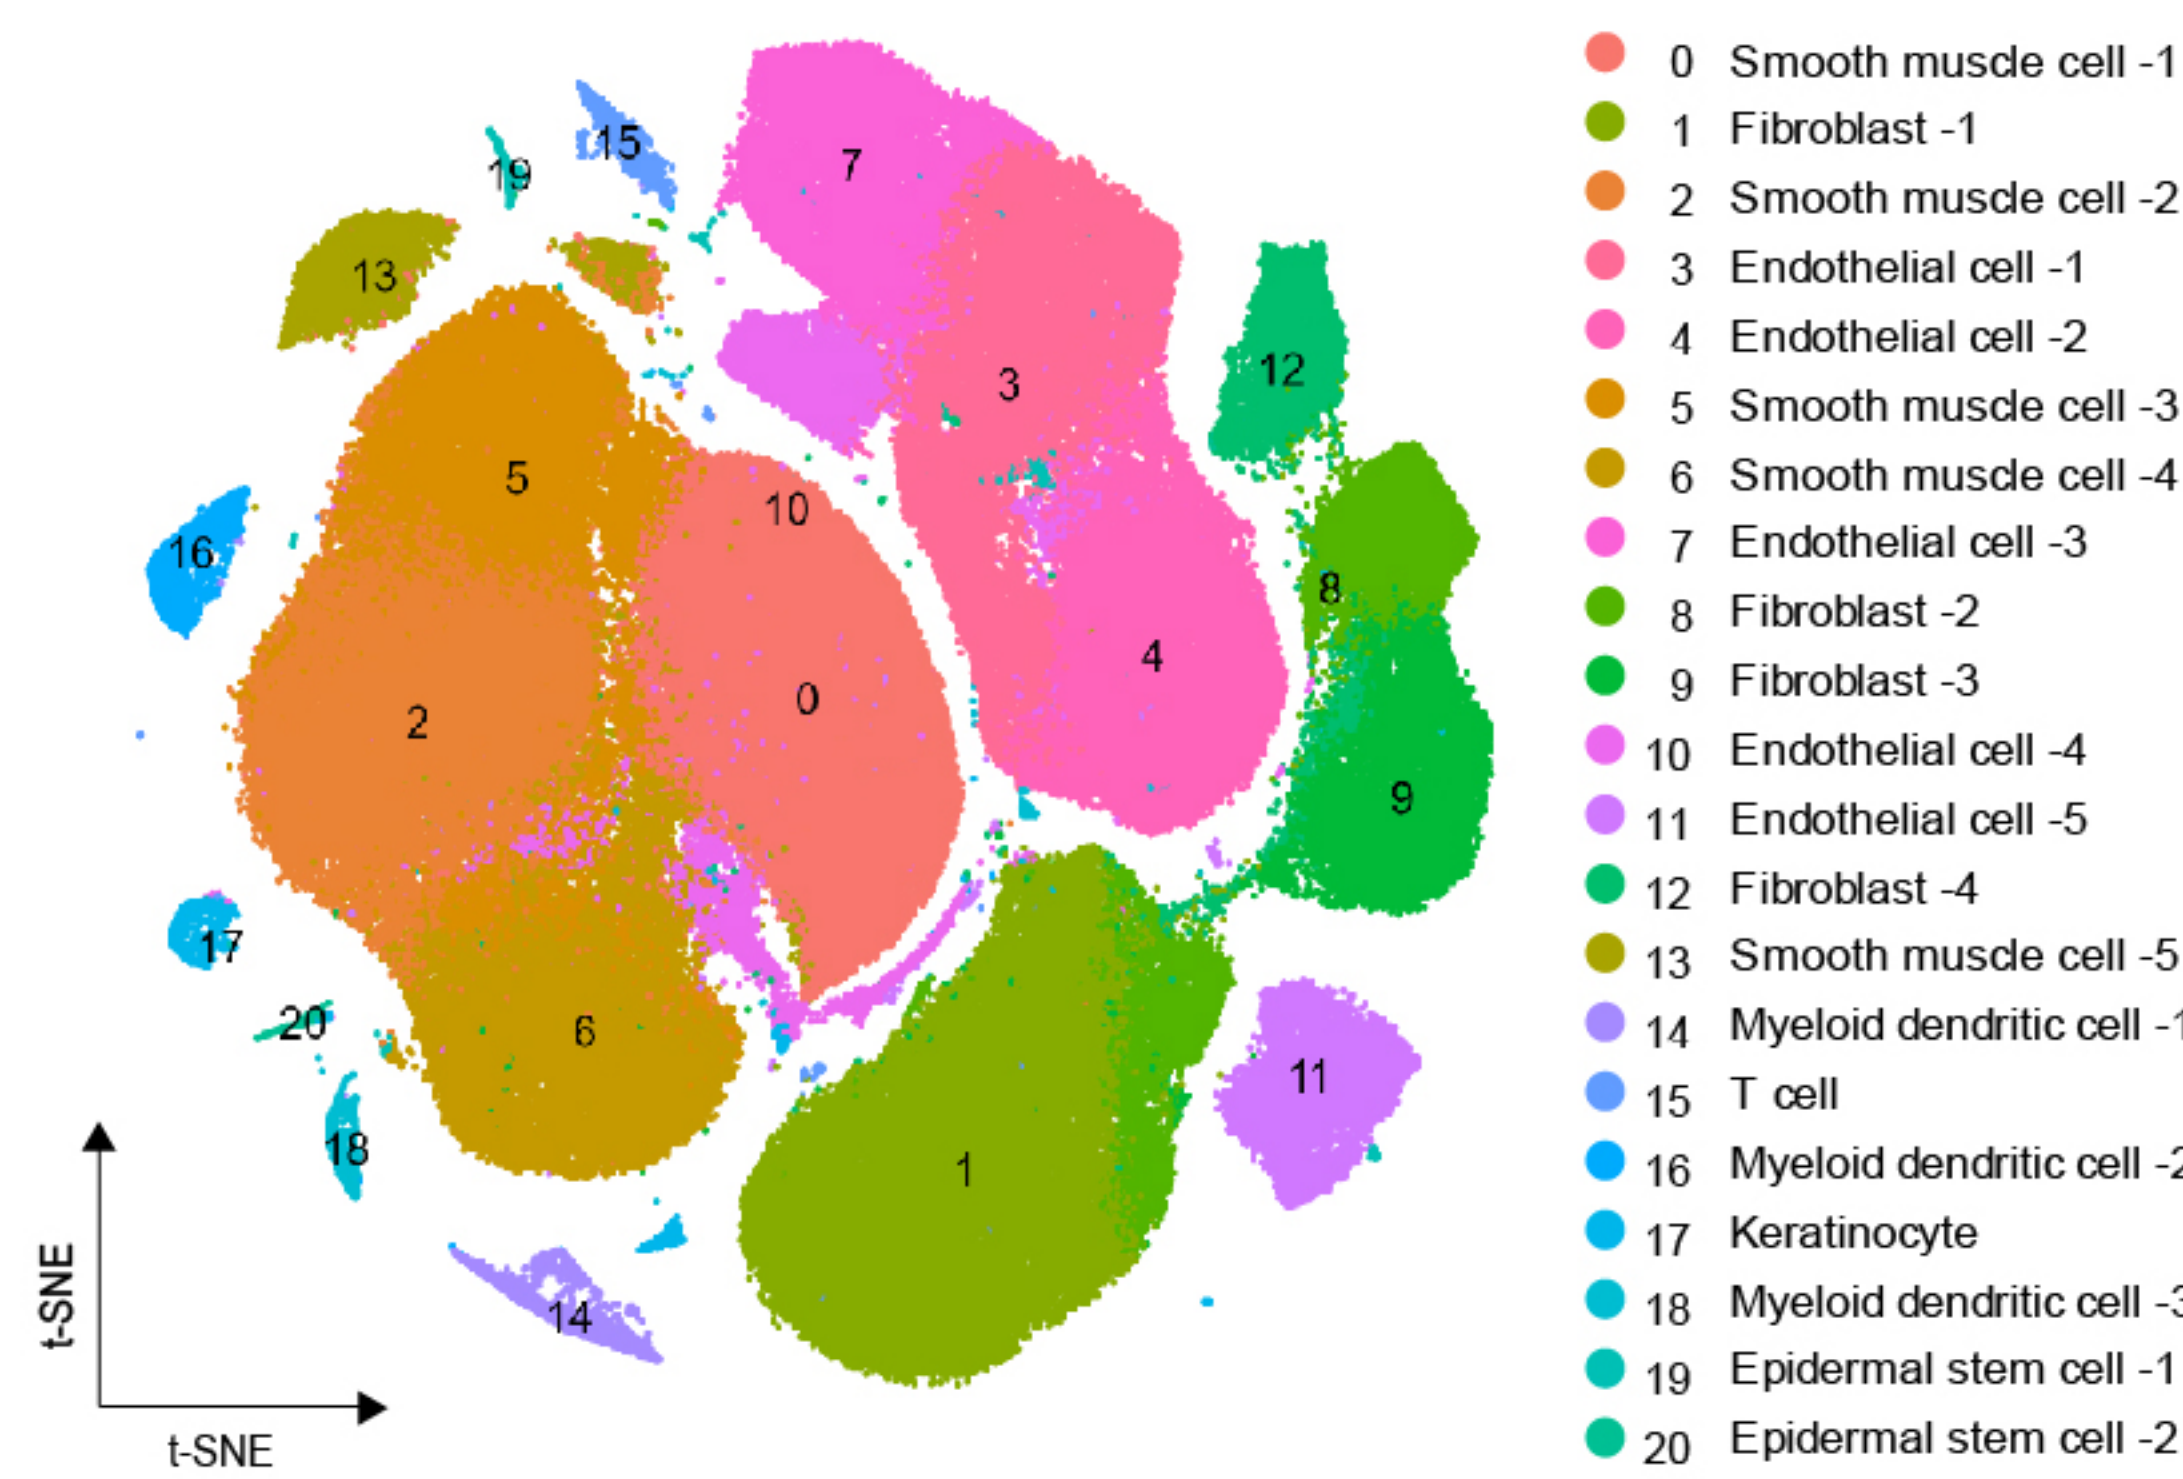 15
7
19
13
12
3
5
10
16
8
4
0
2
9
17
20
6
11
18
1
14
t-SNE
t-SNE
0 Smooth muscle cell -1
1 Fibroblast -1
2 Smooth muscle cell -2
3 Endothelial cell -1
4 Endothelial cell -2
5 Smooth muscle cell -3
6 Smooth muscle cell -4
7 Endothelial cell -3
8 Fibroblast -2
9 Fibroblast -3
10 Endothelial cell -4
11 Endothelial cell -5
12 Fibroblast -4
13 Smooth muscle cell -5
14 Myeloid dendritic cell -1
15 T cell
16 Myeloid dendritic cell -2
17 Keratinocyte
18 Myeloid dendritic cell -3
19 Epidermal stem cell -1
20 Epidermal stem cell -2